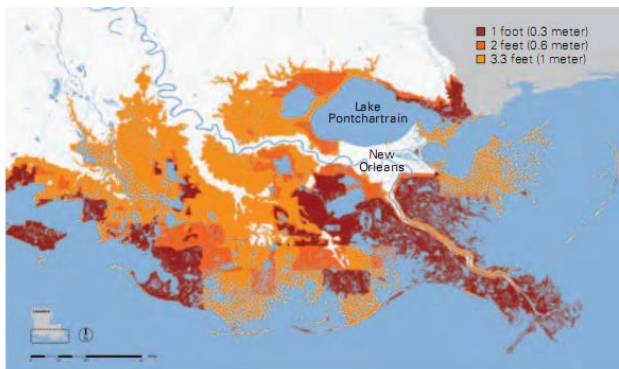 1 foot (0.3 meter)
2 feet (0.6 meter)
3.3 feet (1 meter)
Lake
Pontchartrain
New
Orleans